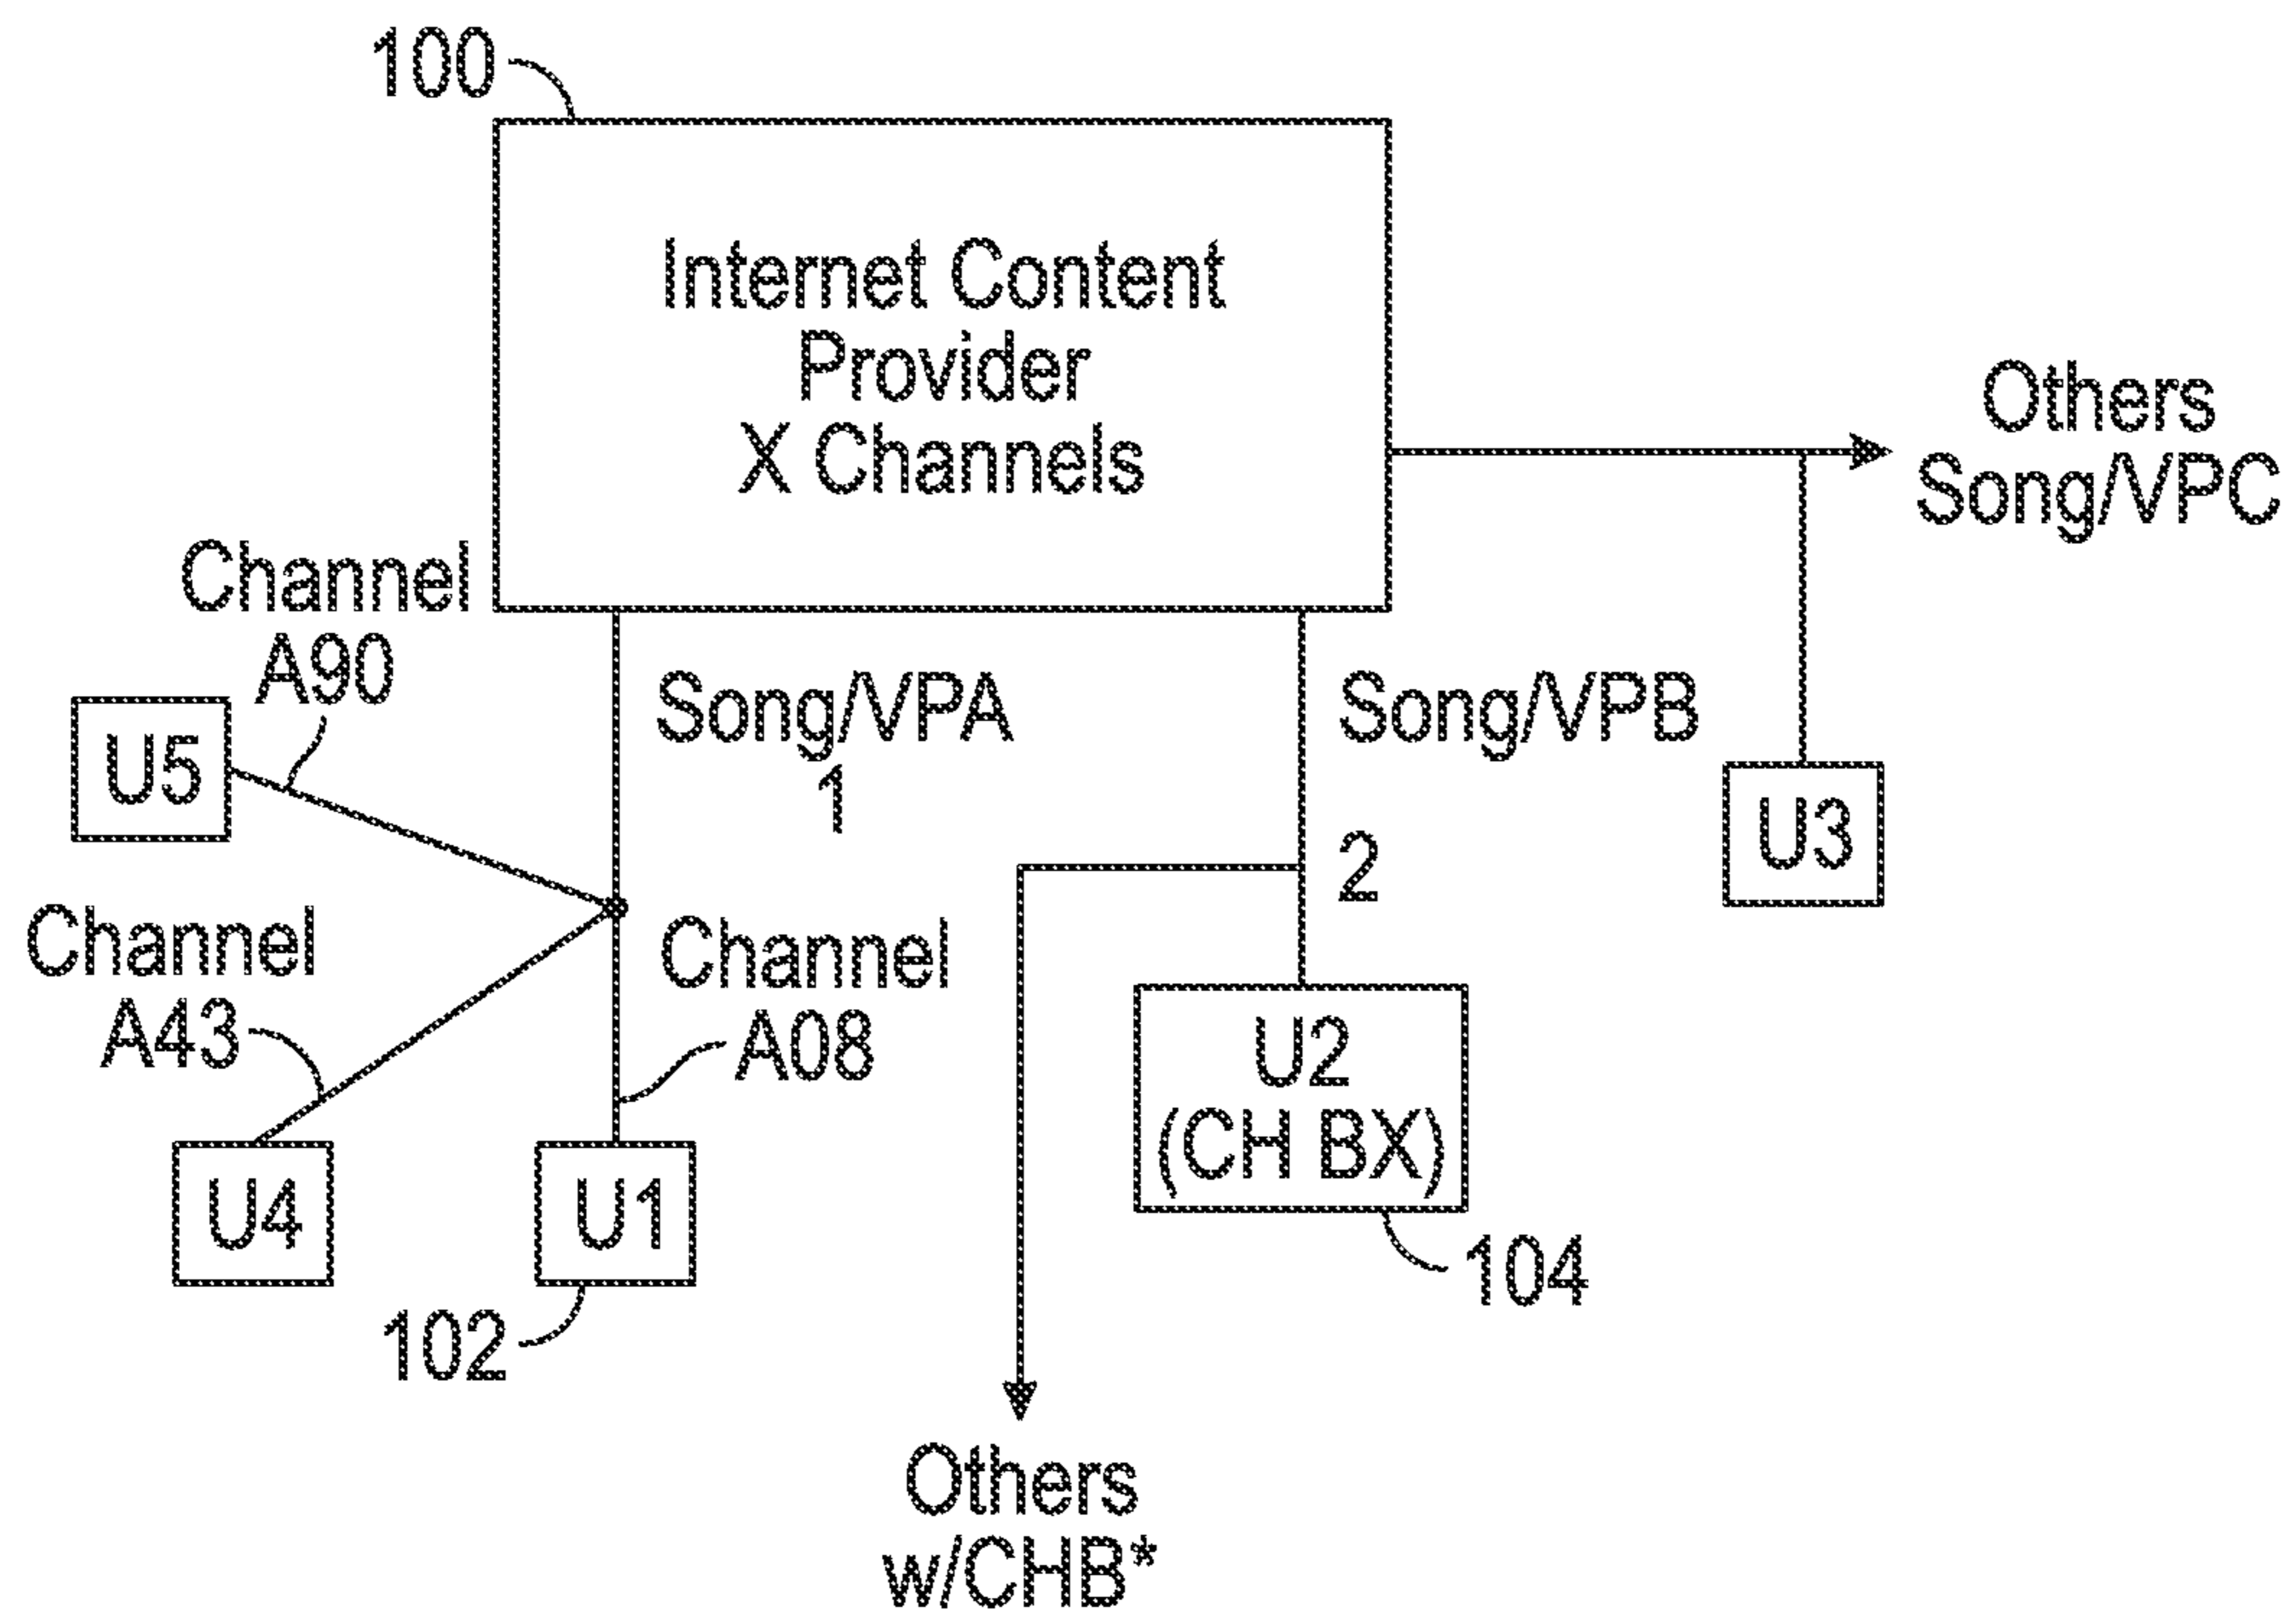 100
Internet Content
Provider
X Channels
Others
Song/VPC
Channel
A90
Song/VPA
1
Song/VPB
2
U5
U3
Channel
A43
Channel
A08
U2
(CH BX)
U4
U1
102
104
Others
w/CHB*